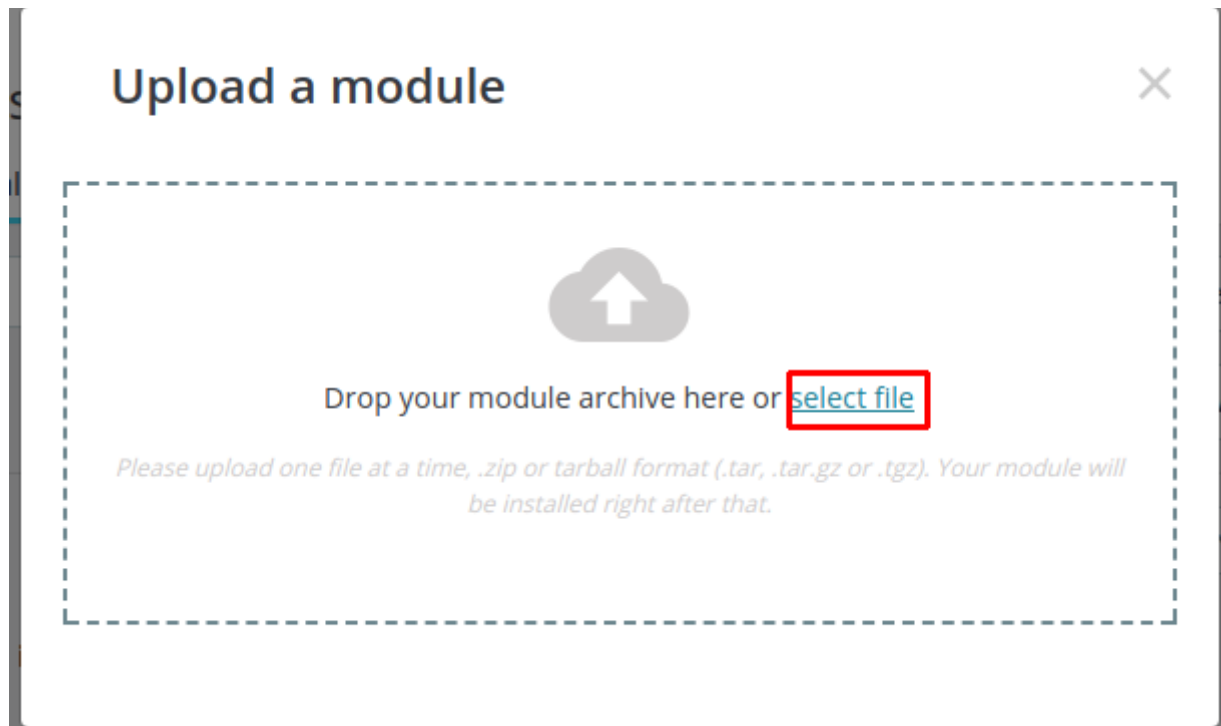 Upload a module
Drop your module archive here or select file
Please upload one file at a time, .zip or tarball format (.tar, .tar.gz or .tgz). Your module will
be installed right after that.